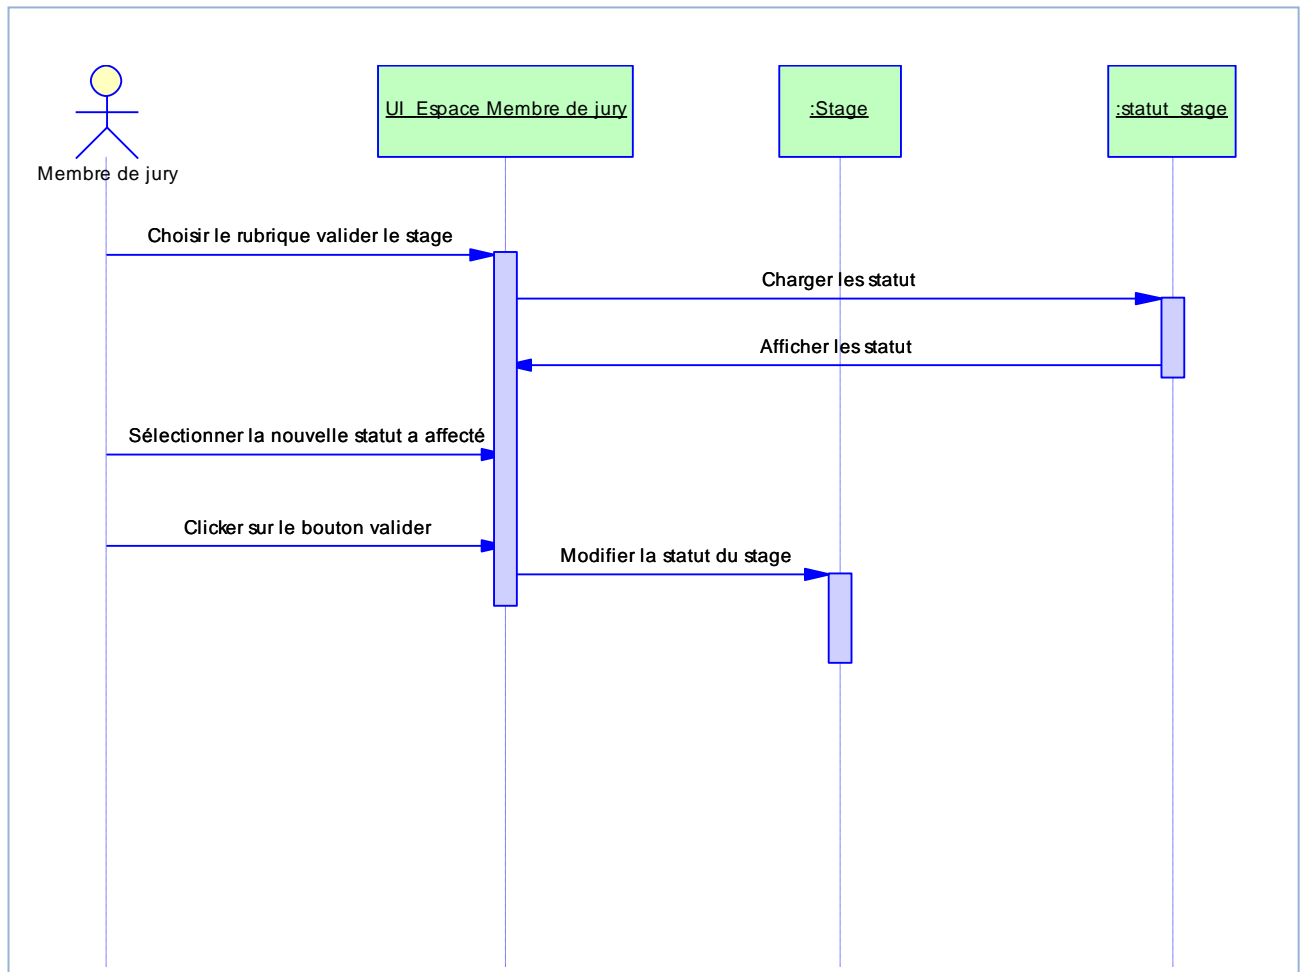 UI_Espace Membre de jury
:Stage
:statut_stage
Membre de jury
Choisir le rubrique valider le stage
Charger les statut
Afficher les statut
Sélectionner la nouvelle statut a affecté
Clicker sur le bouton valider
Modifier la statut du stage